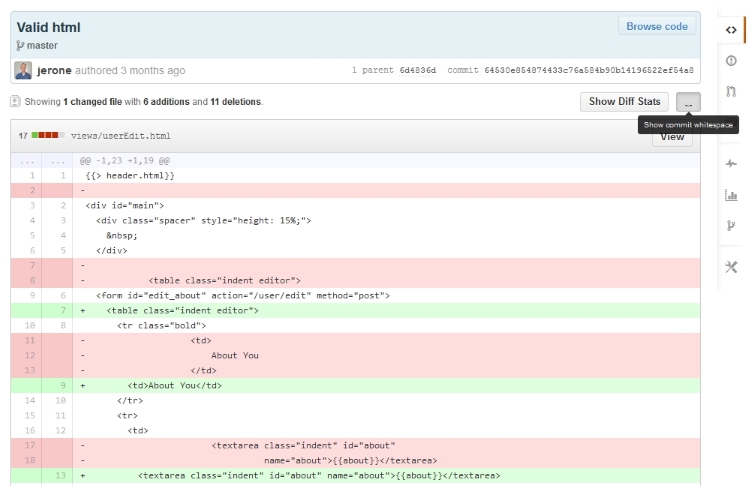 Valid html
Browse code
master
jerone authored 3 months ago
1 parent 6d4836d commit 64530e854874433c76a584b90b14196522ef54a8
Showing 1 changed file with 6 additions and 11 deletions.
Show Diff Stats
Show commit whitespace
17 views/userEdit.html
View
... ... @@ -1,23 +1,19 @@
1 1 {{> header.html}}
2 -
3 2 <div id="main">
4 3 <div class="spacer" style="height: 15%;">
5 4 &nbsp;
6 5 </div>
7 -
8 - <table class="indent editor">
9 6 <form id="edit_about" action="/user/edit" method="post">
7 + <table class="indent editor">
10 8 <tr class="bold">
11 - <td>
12 - About You
13 - </td>
9 + <td>About You</td>
14 10 </tr>
15 11 <tr>
16 12 <td>
17 - <textarea class="indent" id="about"
18 - name="about">{{about}}</textarea>
13 + <textarea class="indent" id="about" name="about">{{about}}</textarea>